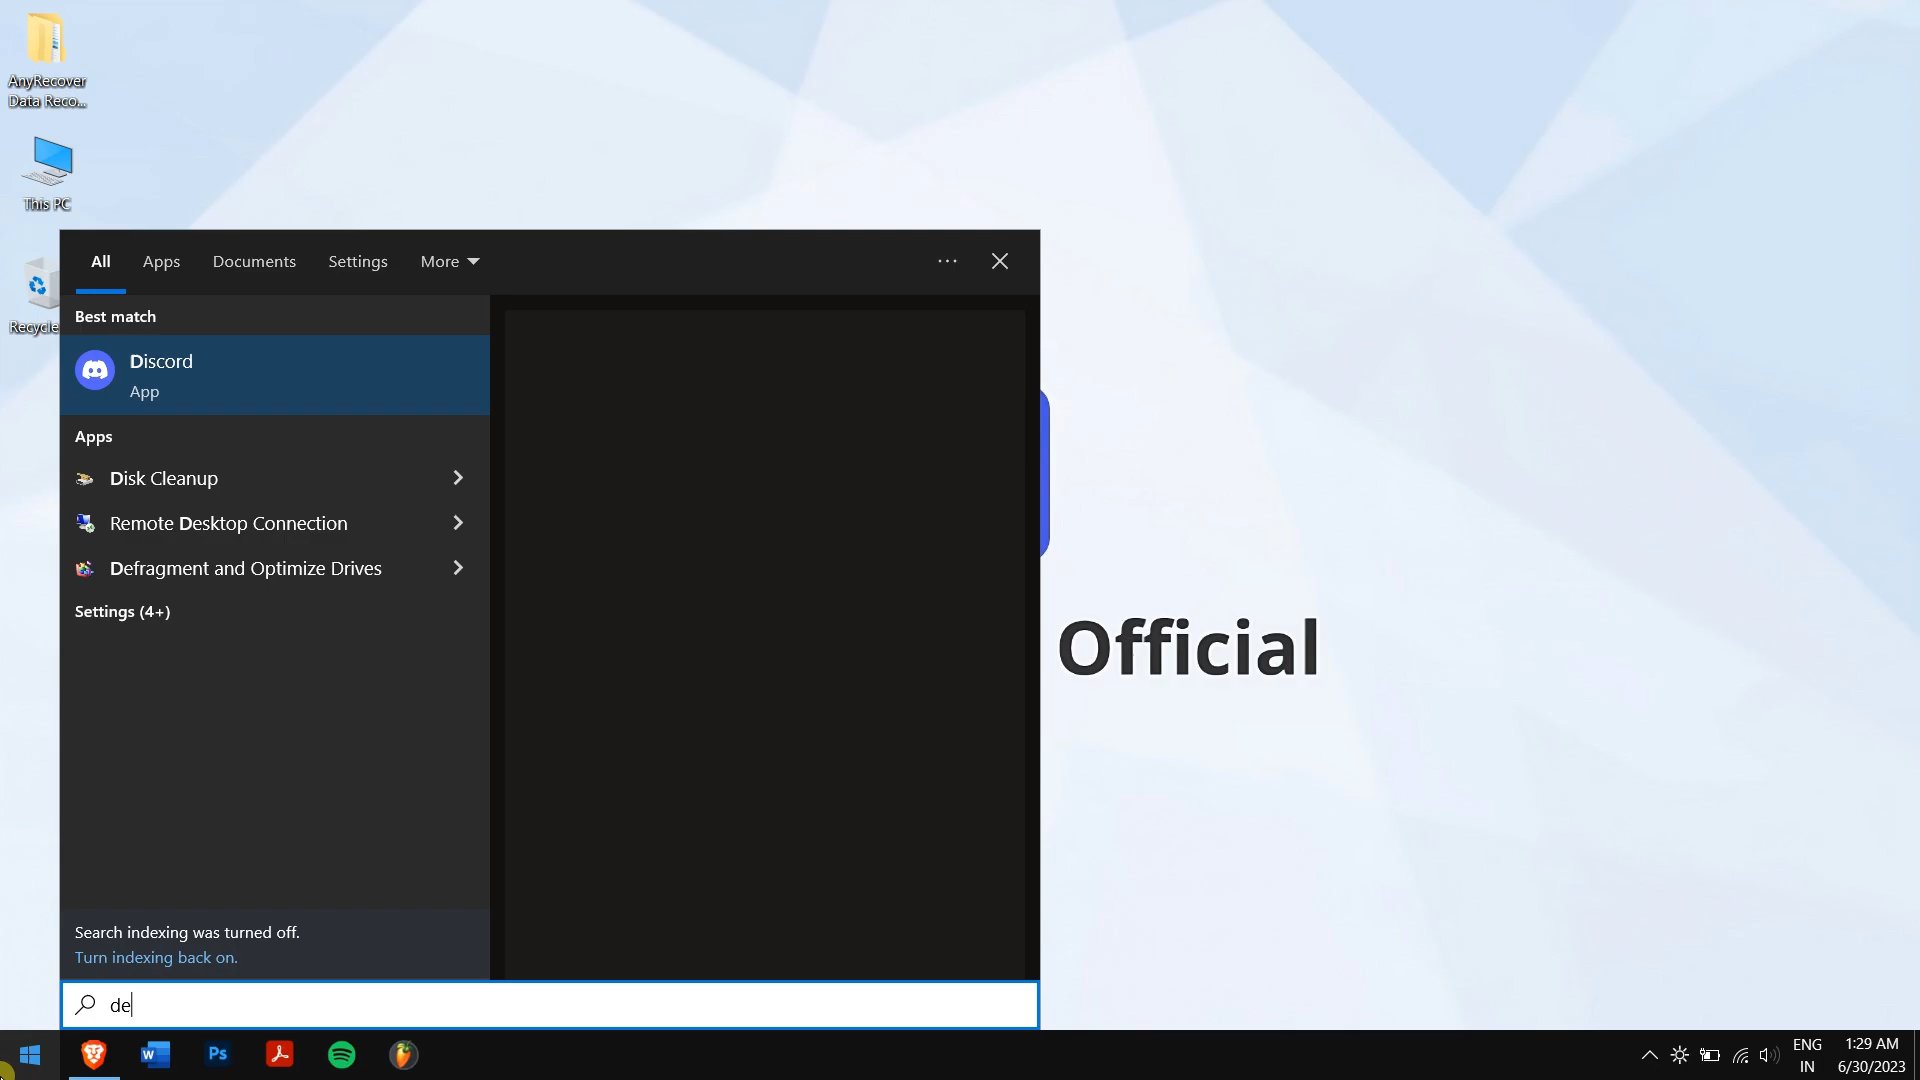 AnyRecover
Data Reco...
This PC
Recycle
All Apps Documents Settings More
Best match
Discord
App
Apps
Disk Cleanup
Remote Desktop Connection
Defragment and Optimize Drives
Settings (4+)
Official
Search indexing was turned off.
Turn indexing back on.
de
W
Ps
ENG
IN
1:29 AM
6/30/2023